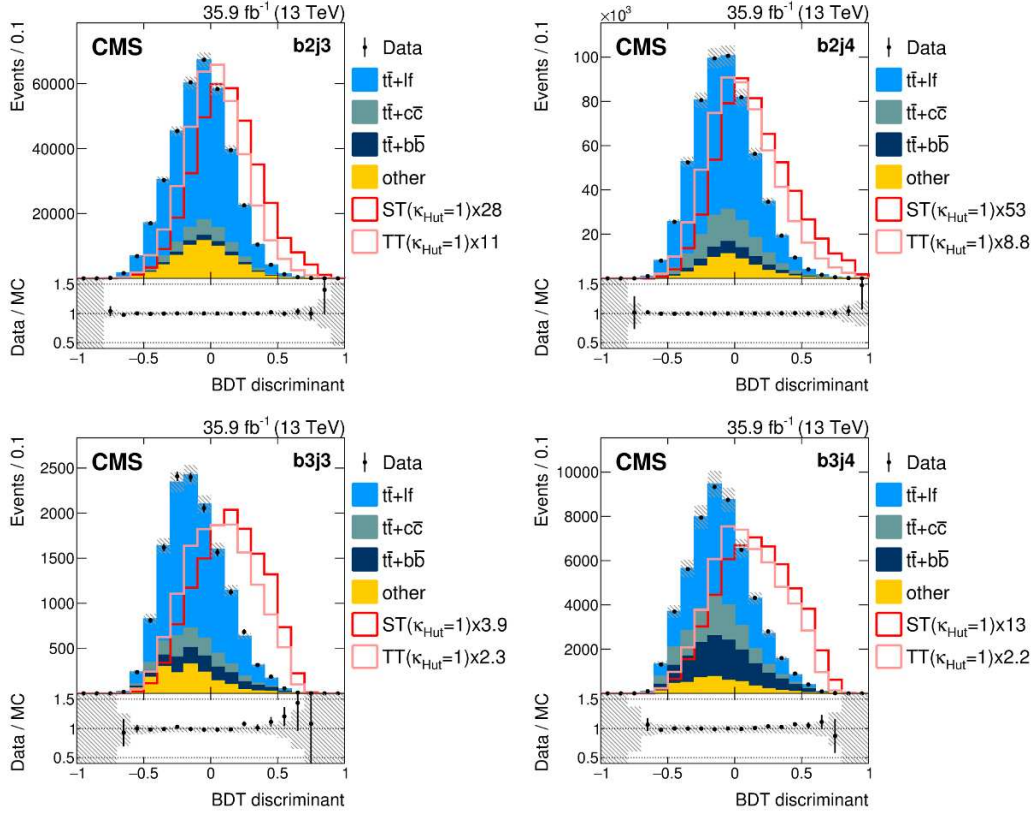 35.9 fb⁻¹ (13 TeV)
CMS
b2j3
Data
tt̄+lf
tt̄+cc̄
tt̄+bb̄
other
ST(κHut=1)x28
TT(κHut=1)x11
Events / 0.1
60000
40000
20000
Data / MC
1.5
1
0.5
−1 −0.5 0 0.5 1
BDT discriminant
×10³
35.9 fb⁻¹ (13 TeV)
CMS
b2j4
Data
tt̄+lf
tt̄+cc̄
tt̄+bb̄
other
ST(κHut=1)x53
TT(κHut=1)x8.8
Events / 0.1
100
80
60
40
20
Data / MC
1.5
1
0.5
−1 −0.5 0 0.5 1
BDT discriminant
35.9 fb⁻¹ (13 TeV)
CMS
b3j3
Data
tt̄+lf
tt̄+cc̄
tt̄+bb̄
other
ST(κHut=1)x3.9
TT(κHut=1)x2.3
Events / 0.1
2500
2000
1500
1000
500
Data / MC
1.5
1
0.5
−1 −0.5 0 0.5 1
BDT discriminant
35.9 fb⁻¹ (13 TeV)
CMS
b3j4
Data
tt̄+lf
tt̄+cc̄
tt̄+bb̄
other
ST(κHut=1)x13
TT(κHut=1)x2.2
Events / 0.1
10000
8000
6000
4000
2000
Data / MC
1.5
1
0.5
−1 −0.5 0 0.5 1
BDT discriminant